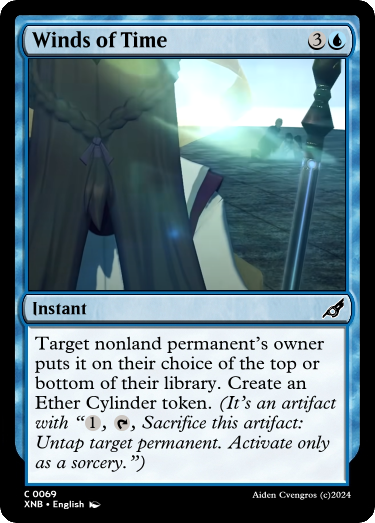 Winds of Time 3
Instant
Target nonland permanent's owner
puts it on their choice of the top or
bottom of their library. Create an
Ether Cylinder token. (It's an artifact
with "1, , Sacrifice this artifact:
Untap target permanent. Activate only
as a sorcery.")
C 0069
XNB • English
Aiden Cvengros (c)2024